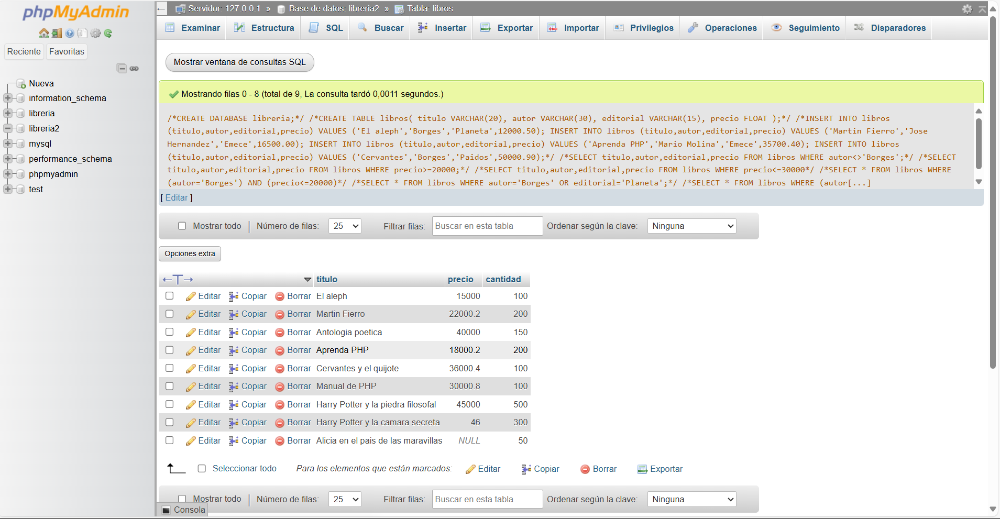 phpMyAdmin
Reciente Favoritas
Nueva
information_schema
libreria
libreria2
mysql
performance_schema
phpmyadmin
test
Servidor: 127.0.0.1 » Base de datos: libreria2 » Tabla: libros
Examinar Estructura SQL Buscar Insertar Exportar Importar Privilegios Operaciones Seguimiento Disparadores
Mostrar ventana de consultas SQL
Mostrando filas 0 - 8 (total de 9, La consulta tardó 0,0011 segundos.)
/*CREATE DATABASE libreria;*/ /*CREATE TABLE libros( titulo VARCHAR(20), autor VARCHAR(30), editorial VARCHAR(15), precio FLOAT );*/ /*INSERT INTO libros
(titulo,autor,editorial,precio) VALUES ('El aleph','Borges','Planeta',12000.50); INSERT INTO libros (titulo,autor,editorial,precio) VALUES ('Martin Fierro','Jose
Hernandez','Emece',16500.00); INSERT INTO libros (titulo,autor,editorial,precio) VALUES ('Aprenda PHP','Mario Molina','Emece',35700.40); INSERT INTO libros
(titulo,autor,editorial,precio) VALUES ('Cervantes','Borges','Paidos',50000.90);*/ /*SELECT titulo,autor,editorial,precio FROM libros WHERE autor<>'Borges';*/ /*SELECT
titulo,autor,editorial,precio FROM libros WHERE precio>=20000;*/ /*SELECT titulo,autor,editorial,precio FROM libros WHERE precio<=30000*/ /*SELECT * FROM libros WHERE
(autor='Borges') AND (precio<=20000)*/ /*SELECT * FROM libros WHERE autor='Borges' OR editorial='Planeta';*/ /*SELECT * FROM libros WHERE (autor[...]
[ Editar ]
Mostrar todo Número de filas: 25 Filtrar filas: Buscar en esta tabla Ordenar según la clave: Ninguna
Opciones extra
titulo precio cantidad
Editar Copiar Borrar El aleph 15000 100
Editar Copiar Borrar Martin Fierro 22000.2 200
Editar Copiar Borrar Antologia poetica 40000 150
Editar Copiar Borrar Aprenda PHP 18000.2 200
Editar Copiar Borrar Cervantes y el quijote 36000.4 100
Editar Copiar Borrar Manual de PHP 30000.8 100
Editar Copiar Borrar Harry Potter y la piedra filosofal 45000 500
Editar Copiar Borrar Harry Potter y la camara secreta 46 300
Editar Copiar Borrar Alicia en el pais de las maravillas NULL 50
Seleccionar todo Para los elementos que están marcados: Editar Copiar Borrar Exportar
Mostrar todo Número de filas: 25 Filtrar filas: Buscar en esta tabla Ordenar según la clave: Ninguna
Consola